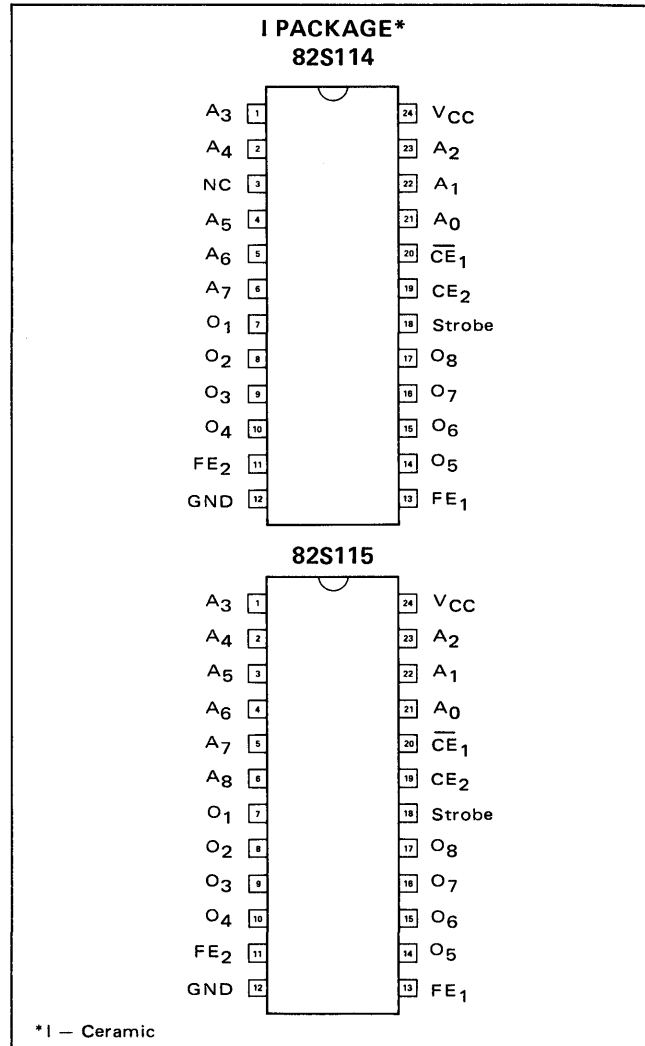 I PACKAGE*
82S114
A3 1 24 VCC
A4 2 23 A2
NC 3 22 A1
A5 4 21 A0
A6 5 20 C̅E̅1
A7 6 19 CE2
O1 7 18 Strobe
O2 8 17 O8
O3 9 16 O7
O4 10 15 O6
FE2 11 14 O5
GND 12 13 FE1
82S115
A3 1 24 VCC
A4 2 23 A2
A5 3 22 A1
A6 4 21 A0
A7 5 20 C̅E̅1
A8 6 19 CE2
O1 7 18 Strobe
O2 8 17 O8
O3 9 16 O7
O4 10 15 O6
FE2 11 14 O5
GND 12 13 FE1
*I — Ceramic